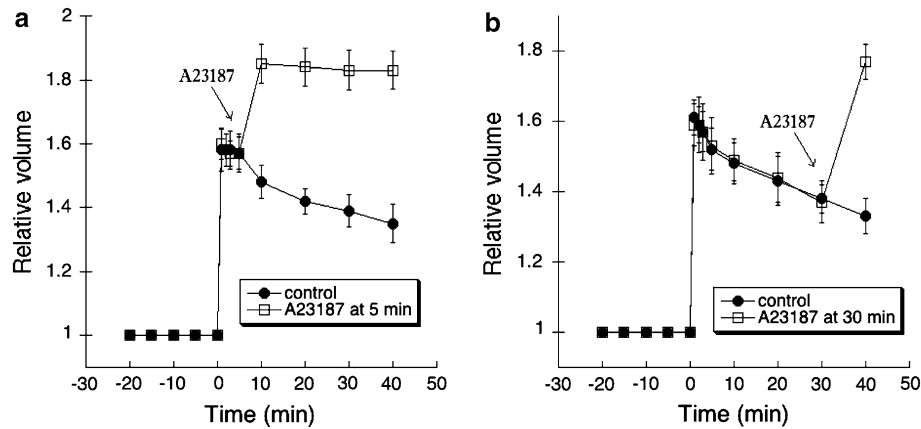 a
2
1.8
1.6
1.4
1.2
1
Relative volume
A23187
control
A23187 at 5 min
-30 -20 -10 0 10 20 30 40 50
Time (min)
b
1.8
1.6
1.4
1.2
1
Relative volume
A23187
control
A23187 at 30 min
-30 -20 -10 0 10 20 30 40 50
Time (min)